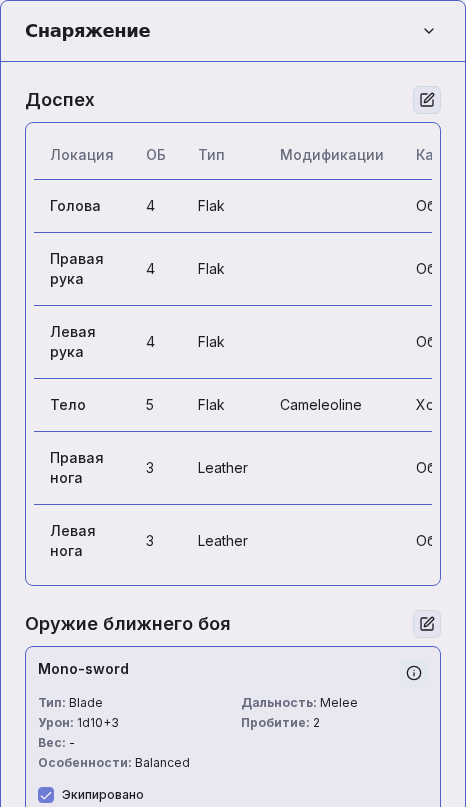 Снаряжение
Доспех
Локация ОБ Тип Модификации
Голова 4 Flak
Правая рука 4 Flak
Левая рука 4 Flak
Тело 5 Flak Cameleoline
Правая нога 3 Leather
Левая нога 3 Leather
Оружие ближнего боя
Mono-sword
Тип: Blade Дальность: Melee
Урон: 1d10+3 Пробитие: 2
Вес: -
Особенности: Balanced
Экипировано